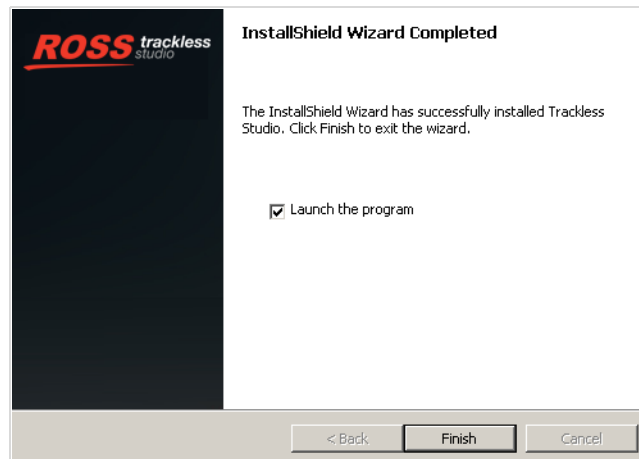 ROSS trackless
studio
InstallShield Wizard Completed
The InstallShield Wizard has successfully installed Trackless
Studio. Click Finish to exit the wizard.
Launch the program
< Back
Finish
Cancel